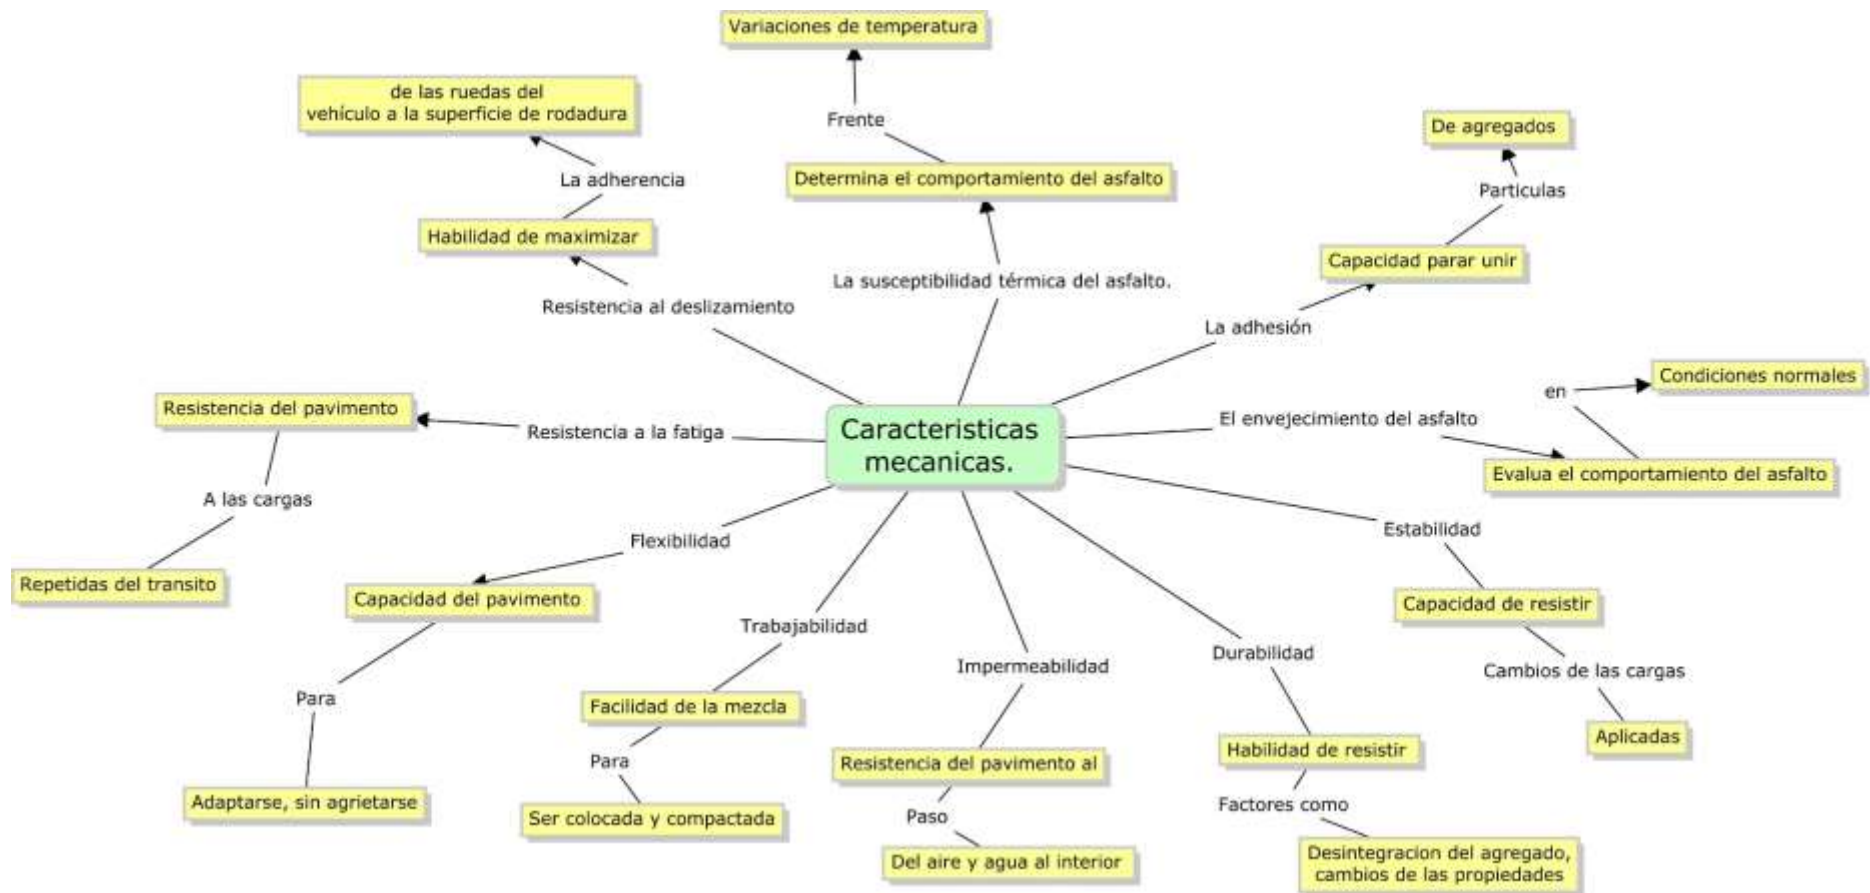 Variaciones de temperatura
de las ruedas del
vehículo a la superficie de rodadura
De agregados
Frente
La adherencia
Determina el comportamiento del asfalto
Particulas
Habilidad de maximizar
Capacidad parar unir
La susceptibilidad térmica del asfalto.
Resistencia al deslizamiento
La adhesión
Condiciones normales
en
Resistencia del pavimento
El envejecimiento del asfalto
Resistencia a la fatiga
Caracteristicas
mecanicas.
Evalua el comportamiento del asfalto
A las cargas
Estabilidad
Flexibilidad
Repetidas del transito
Capacidad del pavimento
Capacidad de resistir
Trabajabilidad
Durabilidad
Impermeabilidad
Cambios de las cargas
Para
Facilidad de la mezcla
Aplicadas
Habilidad de resistir
Para
Resistencia del pavimento al
Adaptarse, sin agrietarse
Factores como
Ser colocada y compactada
Paso
Desintegracion del agregado,
cambios de las propiedades
Del aire y agua al interior